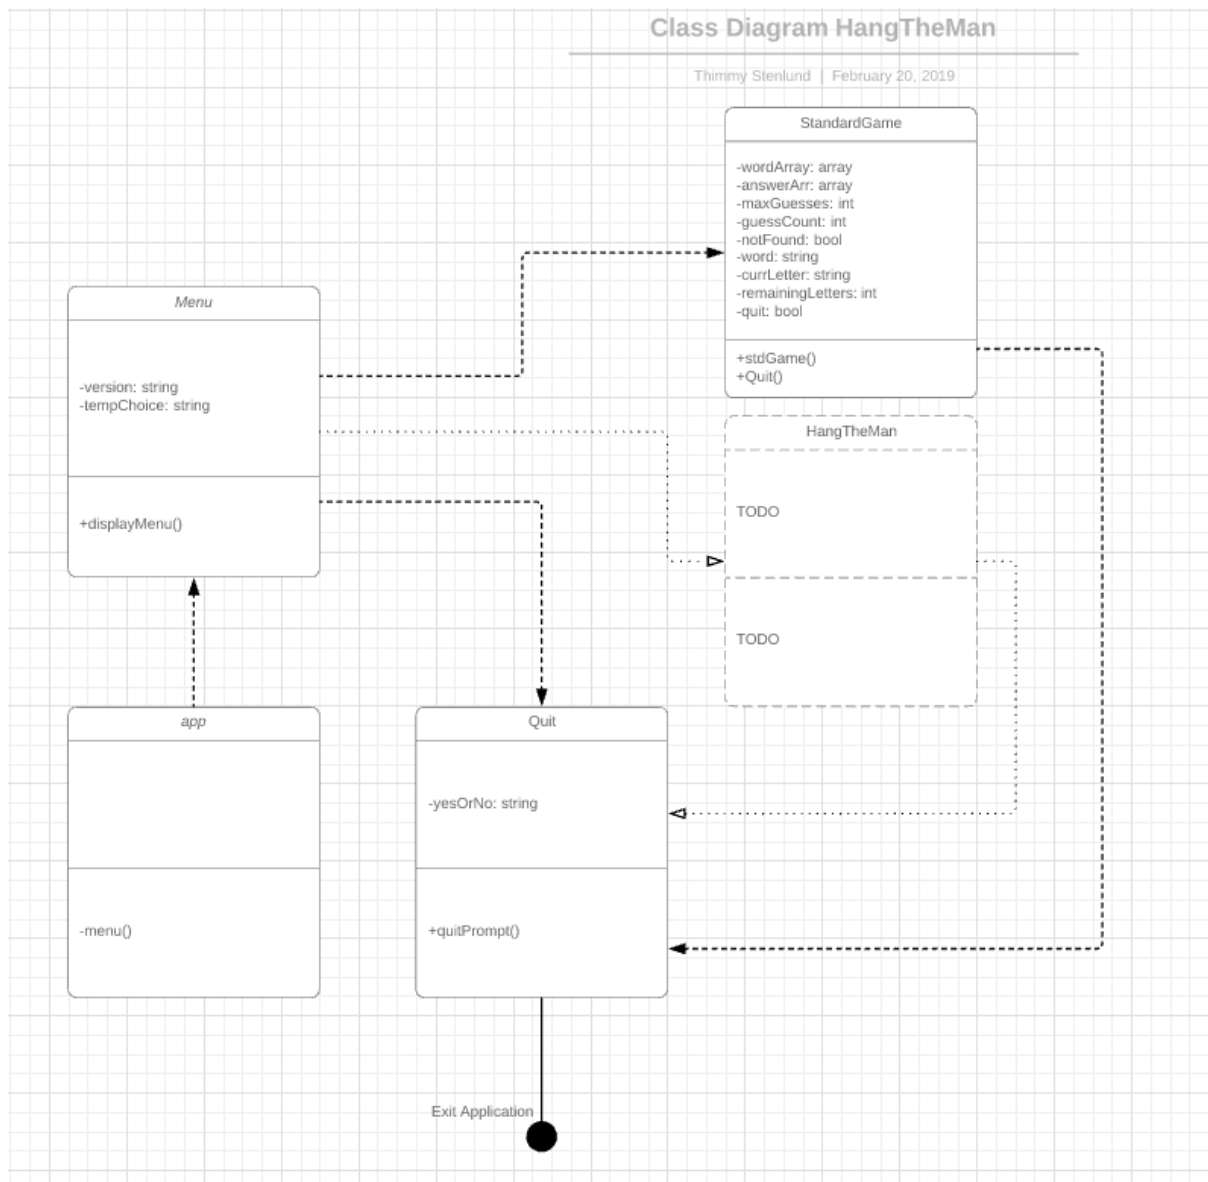 Class Diagram HangTheMan
Thimmy Stenlund | February 20, 2019
StandardGame
-wordArray: array
-answerArr: array
-maxGuesses: int
-guessCount: int
-notFound: bool
-word: string
-currLetter: string
-remainingLetters: int
-quit: bool
+stdGame()
+Quit()
Menu
-version: string
-tempChoice: string
+displayMenu()
HangTheMan
TODO
TODO
app
-menu()
Quit
-yesOrNo: string
+quitPrompt()
Exit Application